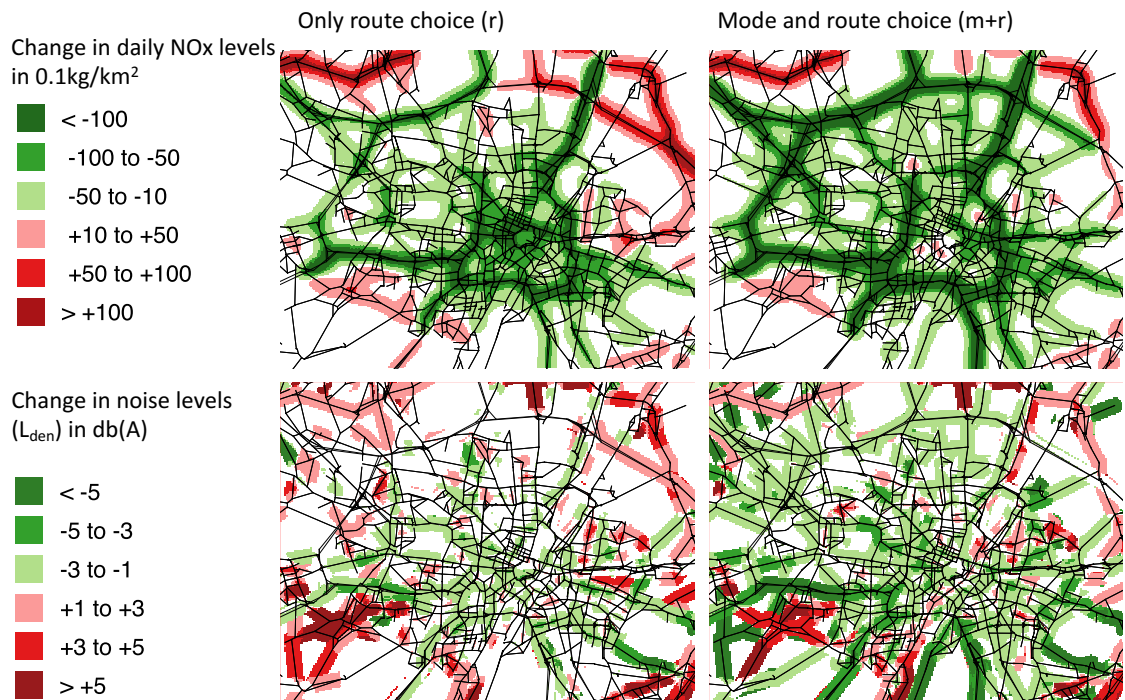 Only route choice (r)
Mode and route choice (m+r)
Change in daily NOx levels
in 0.1kg/km²
< -100
-100 to -50
-50 to -10
+10 to +50
+50 to +100
> +100
Change in noise levels
(Lden) in db(A)
< -5
-5 to -3
-3 to -1
+1 to +3
+3 to +5
> +5